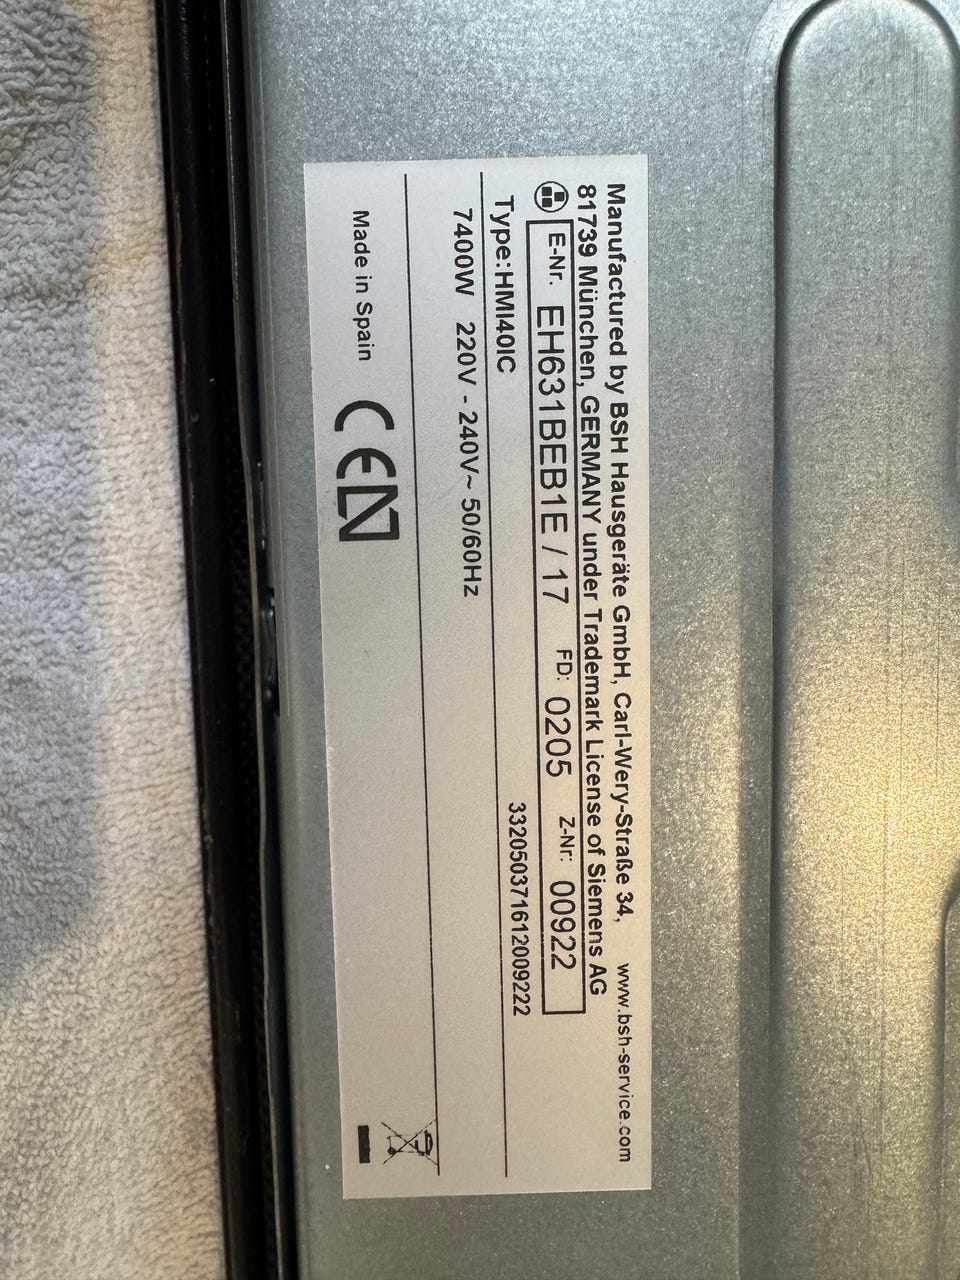 Manufactured by BSH Hausgeräte GmbH, Carl-Wery-Straße 34, www.bsh-service.com
81739 München, GERMANY under Trademark License of Siemens AG
E-Nr. EH631BEB1E / 17 FD: 0205 Z-Nr: 00922
Type:HMI40IC 332050371612009222
7400W 220V - 240V~ 50/60Hz
Made in Spain CE N